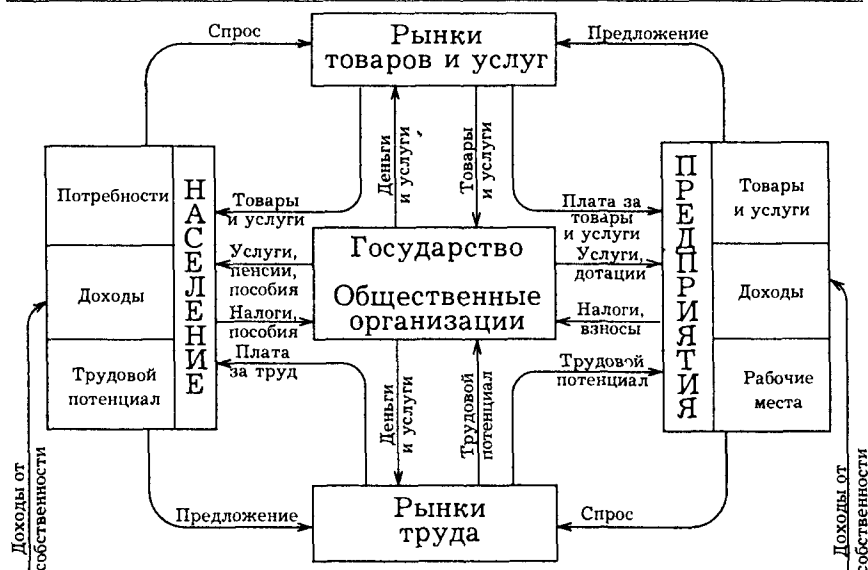 Спрос
Рынки
товаров и услуг
Предложение
Деньги
и услуги
Товары
и услуги
Потребности
НАСЕЛЕНИЕ
Товары
и услуги
Плата за
товары
и услуги
ПРЕДПРИЯТИЯ
Товары
и услуги
Услуги,
пенсии,
пособия
Государство
Общественные
организации
Услуги,
дотации
Доходы
Налоги,
пособия
Налоги,
взносы
Доходы
Плата
за труд
Трудовой
потенциал
Трудовой
потенциал
Рабочие
места
Деньги
и услуги
Трудовой
потенциал
Доходы от
собственности
Предложение
Рынки
труда
Спрос
Доходы от
собственности